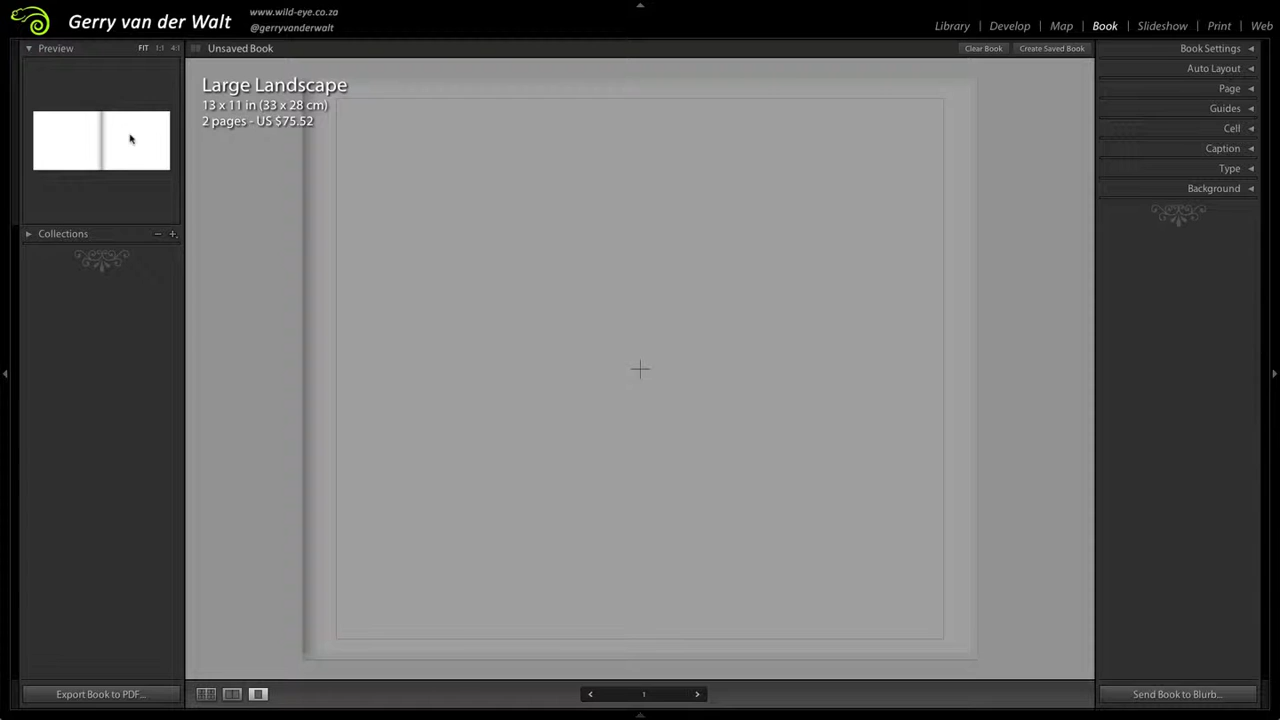 Gerry van der Walt
www.wild-eye.co.za
@gerryvanderwalt
Library | Develop | Map | Book | Slideshow | Print | Web
Preview FIT 1:1 4:1
Unsaved Book
Clear Book
Create Saved Book
Book Settings
Auto Layout
Page
Guides
Cell
Caption
Type
Background
Large Landscape
13 x 11 in (33 x 28 cm)
2 pages - US $75.52
Collections
Export Book to PDF...
1
Send Book to Blurb...